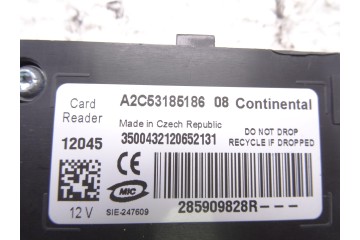 Card Reader A2C53185186 08 Continental
12045
Made in Czech Republic
3500432120652131
DO NOT DROP
RECYCLE IF DROPPED
CE
MIC
12 V
SIE-247609
285909828R---